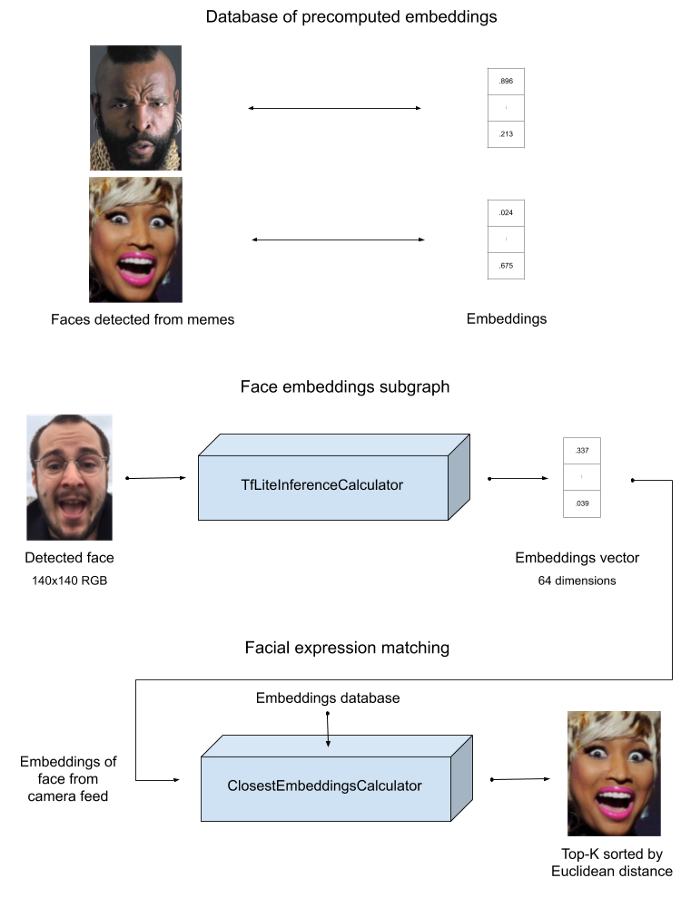 Database of precomputed embeddings
.896
.213
.024
.675
Faces detected from memes
Embeddings
Face embeddings subgraph
TfLiteInferenceCalculator
.337
.039
Detected face
140x140 RGB
Embeddings vector
64 dimensions
Facial expression matching
Embeddings database
Embeddings of
face from
camera feed
ClosestEmbeddingsCalculator
Top-K sorted by
Euclidean distance